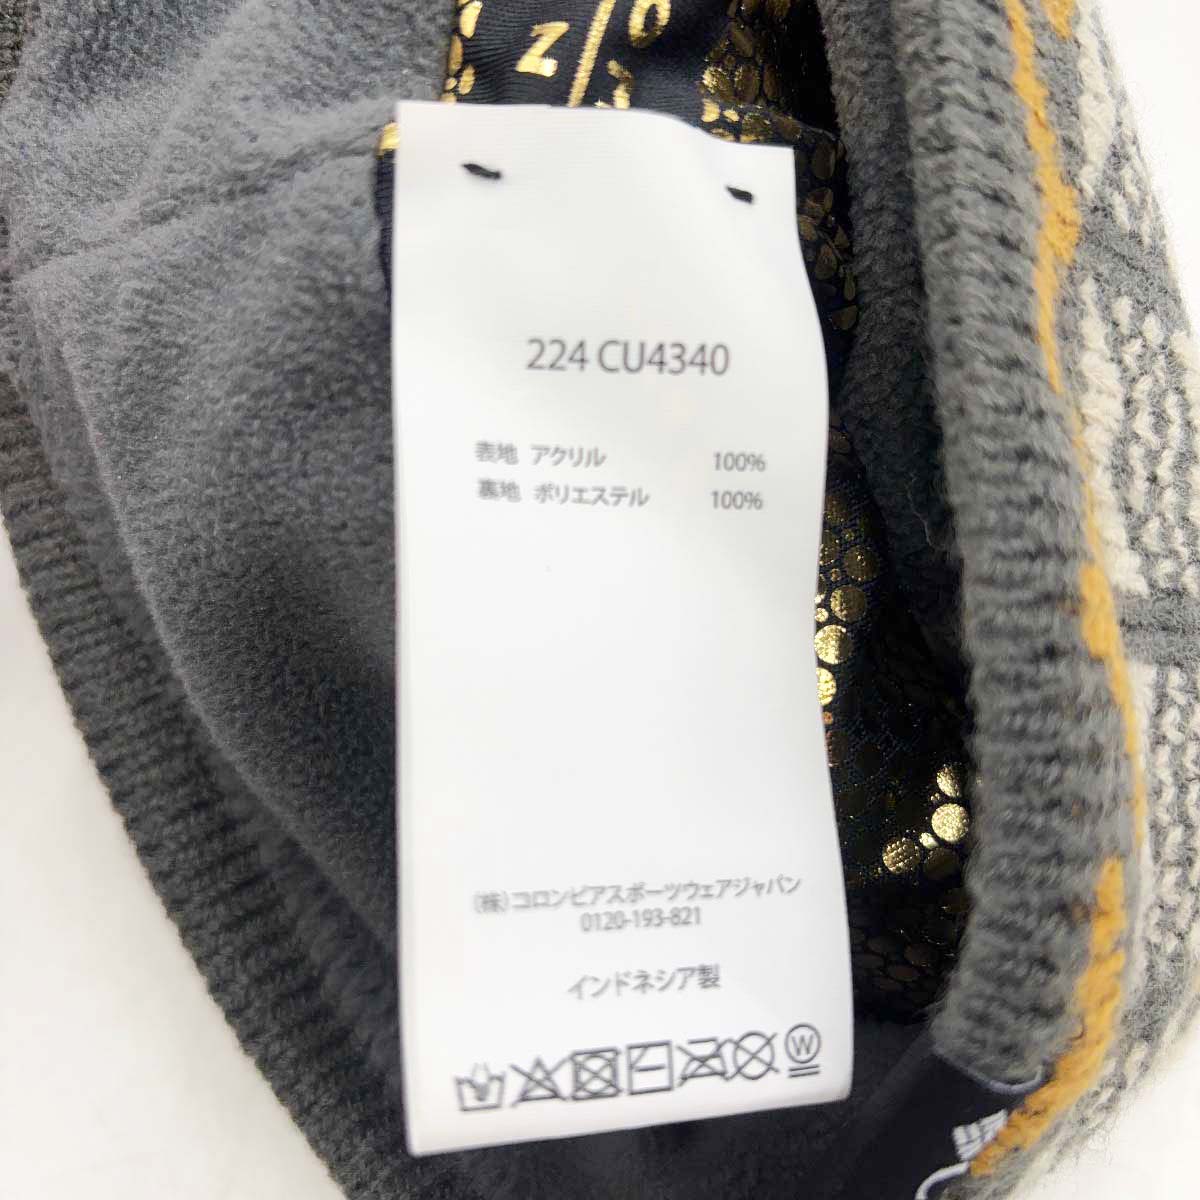 224 CU4340
表地 アクリル 100%
裏地 ポリエステル 100%
(株)コロンビアスポーツウェアジャパン
0120-193-821
インドネシア製
W